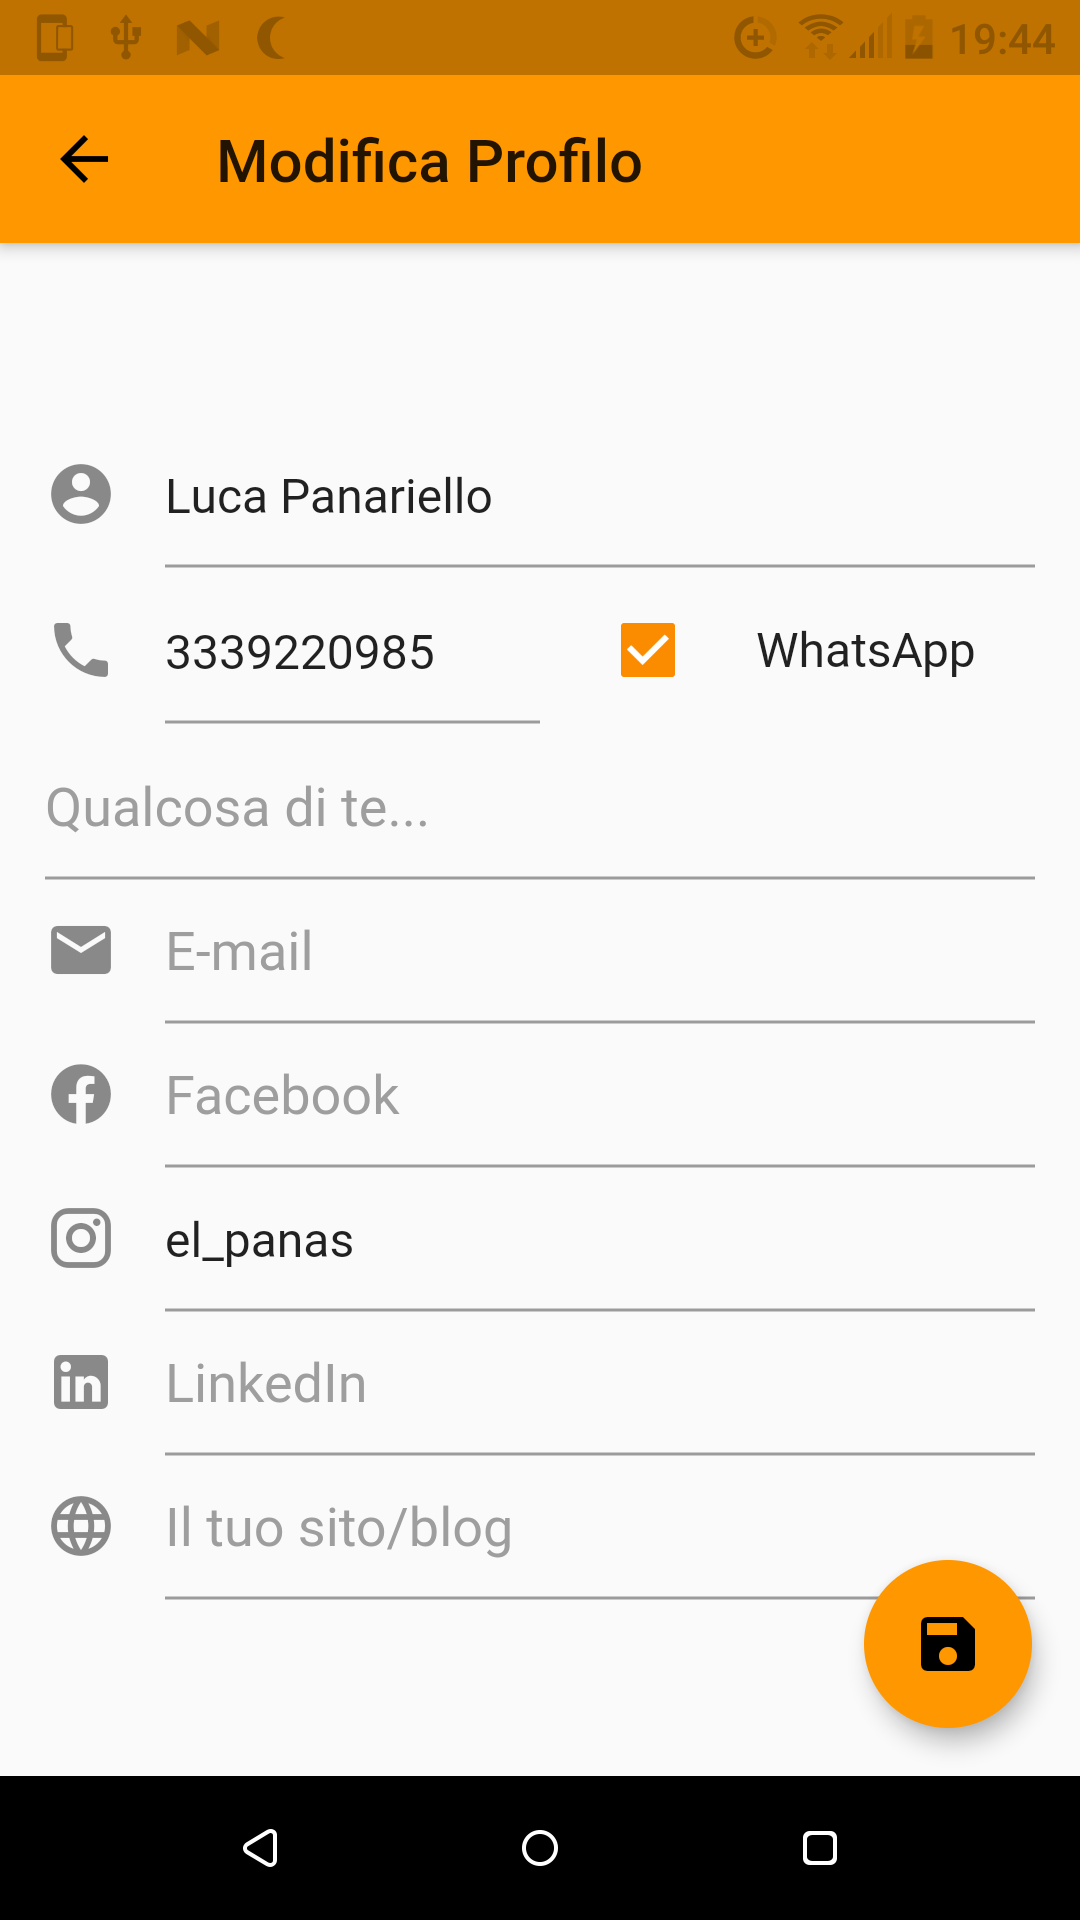 19:44
Modifica Profilo
Luca Panariello
3339220985
WhatsApp
Qualcosa di te...
E-mail
Facebook
el_panas
LinkedIn
Il tuo sito/blog